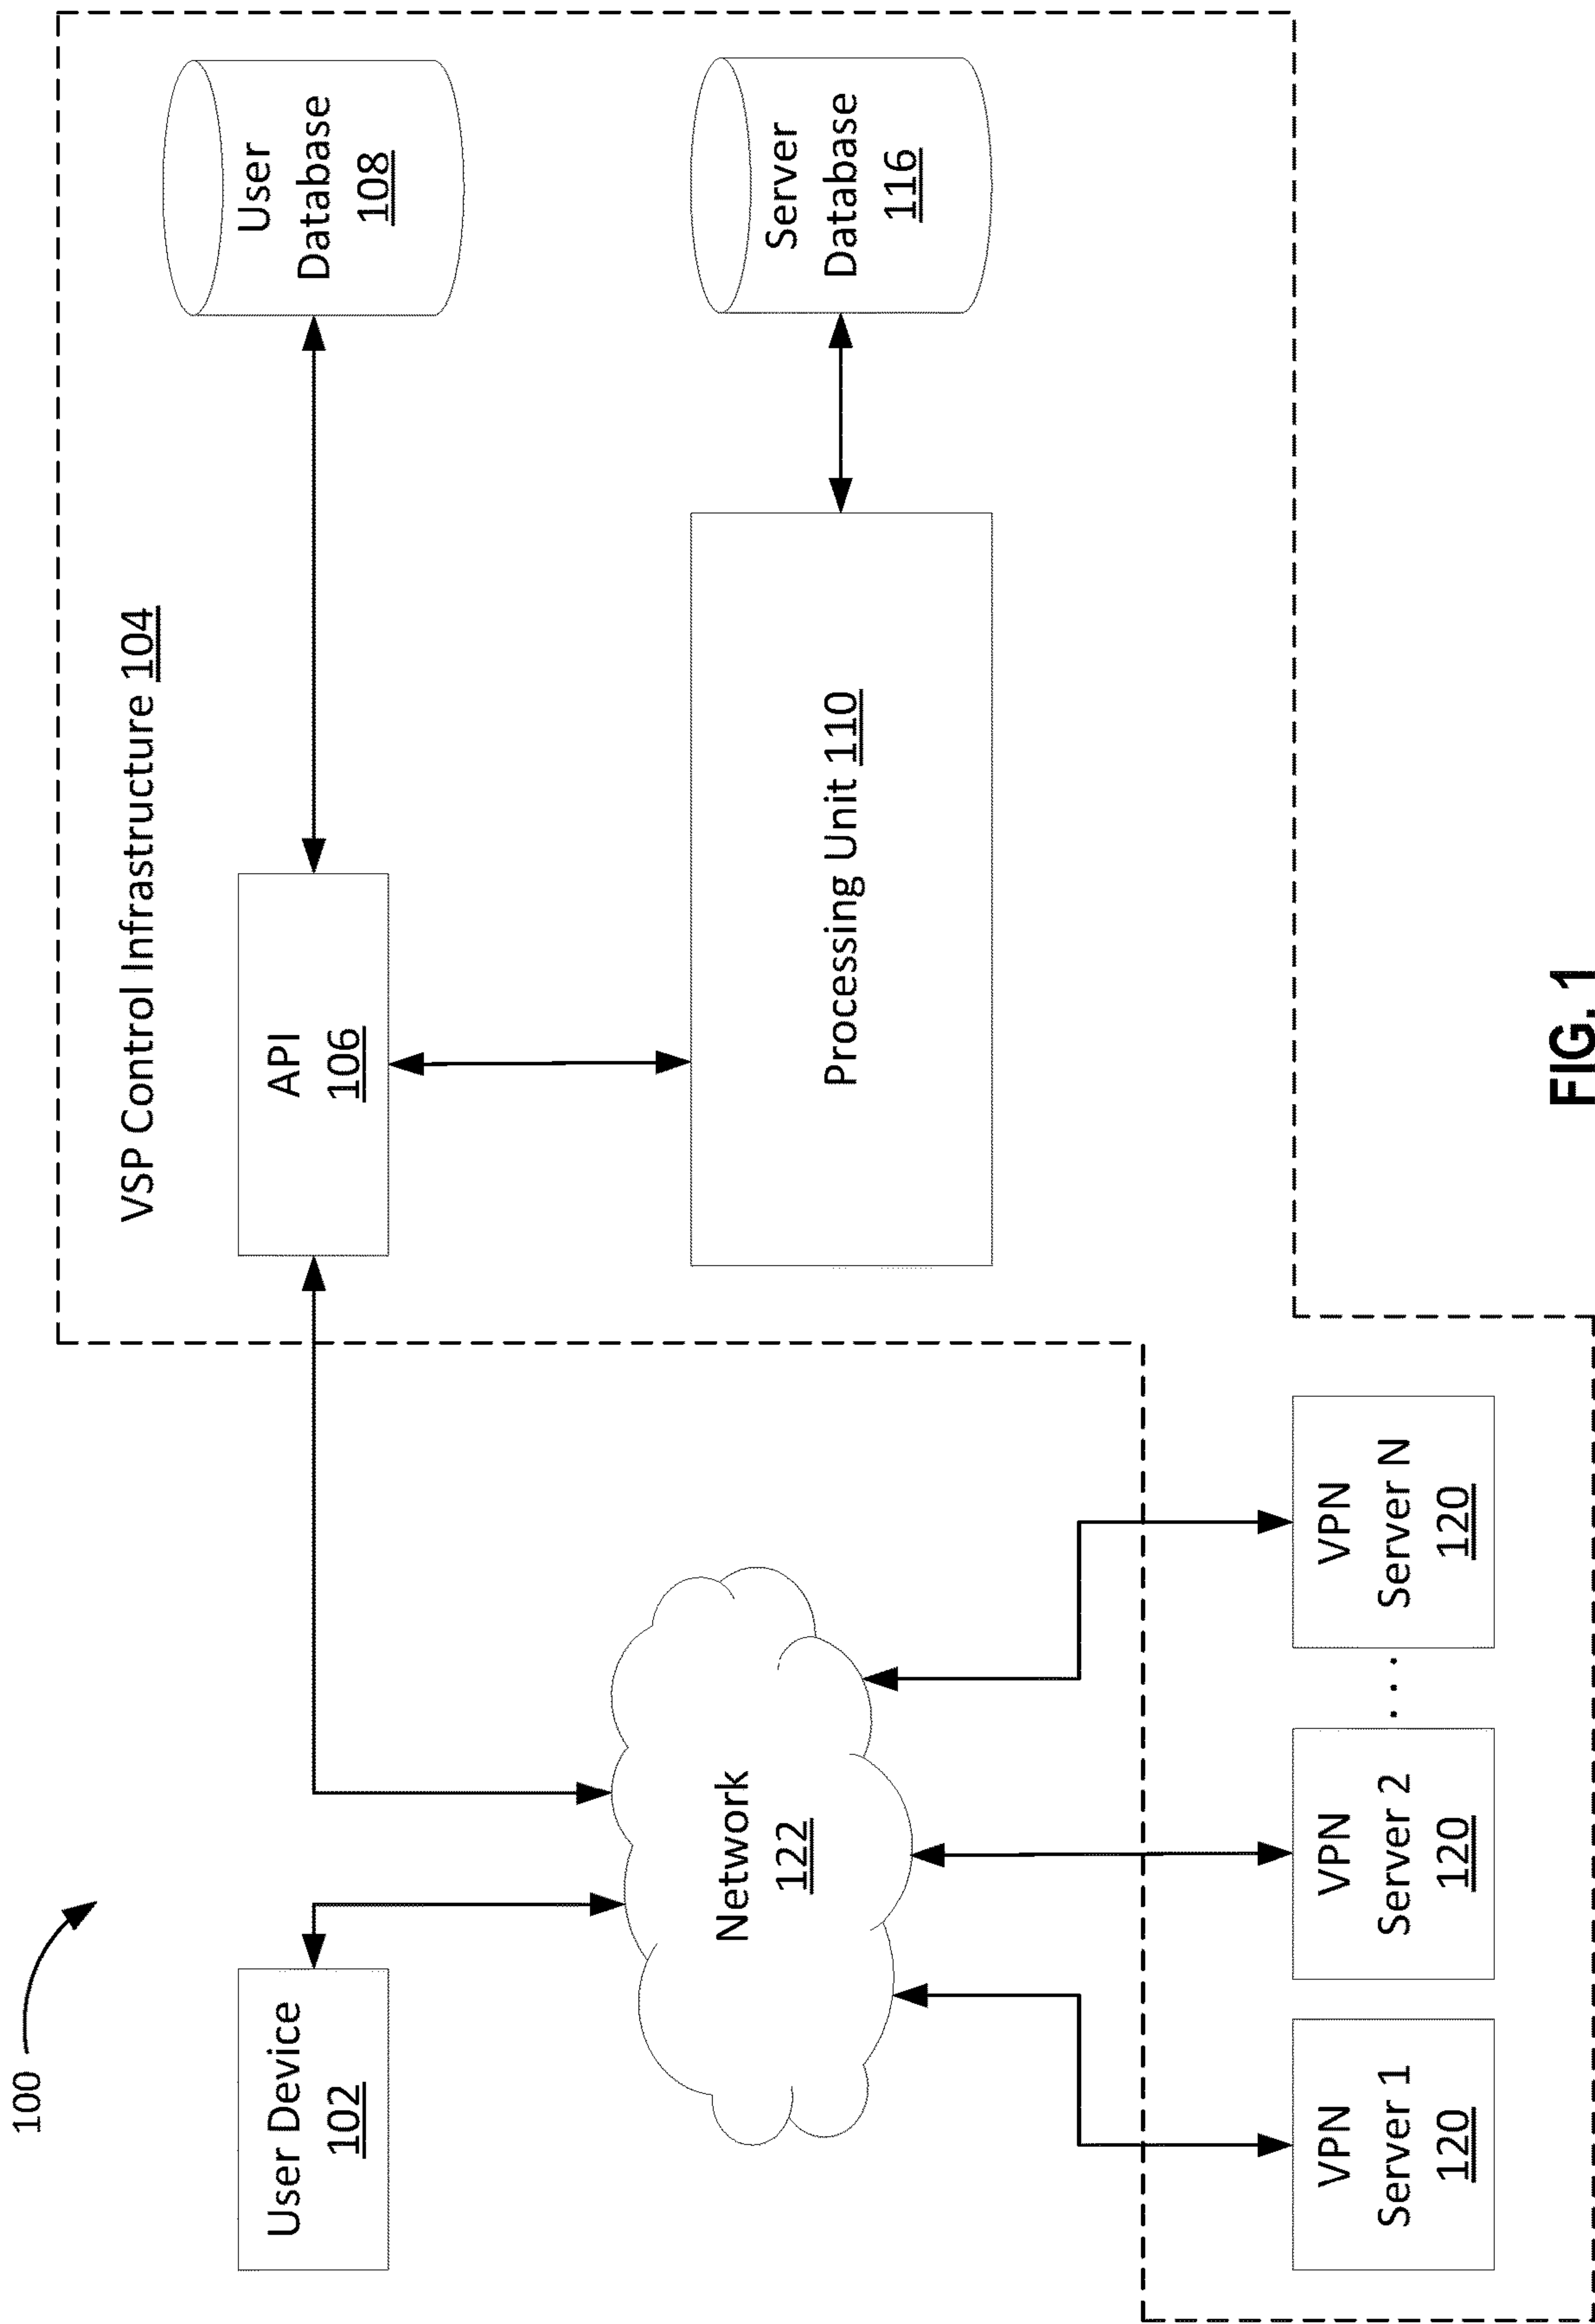 100
VSP Control Infrastructure 104
User Device
102
API
106
User
Database
108
Network
122
Processing Unit 110
Server
Database
116
VPN
Server 1
120
VPN
Server 2
120
. . .
VPN
Server N
120
FIG. 1